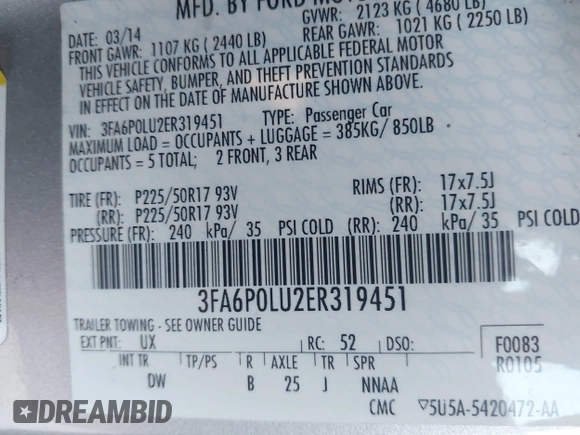 MFD. BY FORD MOTO
DATE: 03/14 GVWR: 2123 KG ( 4680 LB)
FRONT GAWR: 1107 KG ( 2440 LB) REAR GAWR: 1021 KG ( 2250 LB)
THIS VEHICLE CONFORMS TO ALL APPLICABLE FEDERAL MOTOR
VEHICLE SAFETY, BUMPER, AND THEFT PREVENTION STANDARDS
IN EFFECT ON THE DATE OF MANUFACTURE SHOWN ABOVE.
VIN: 3FA6P0LU2ER319451 TYPE: Passenger Car
MAXIMUM LOAD = OCCUPANTS + LUGGAGE = 385KG/ 850LB
OCCUPANTS = 5 TOTAL; 2 FRONT, 3 REAR
TIRE (FR): P225/50R17 93V RIMS (FR): 17x7.5J
(RR): P225/50R17 93V (RR): 17x7.5J
PRESSURE (FR): 240 kPa/ 35 PSI COLD (RR): 240 kPa/ 35 PSI COLD
3FA6P0LU2ER319451
TRAILER TOWING - SEE OWNER GUIDE
EXT PNT: UX RC: 52 DSO: F0083
R0105
INT TR TP/PS R AXLE TR SPR
DW B 25 J NNAA
CMC ▽5U5A-5420472-AA
DREAMBID
DREAMBID